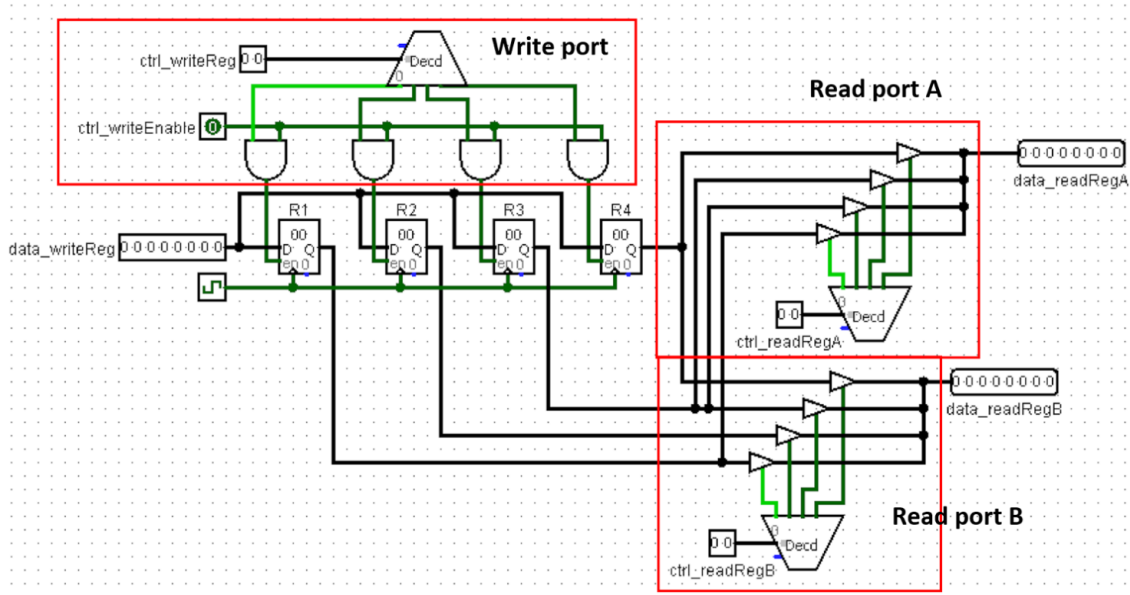 Write port
ctrl_writeReg
0 0
Decd
0
Read port A
ctrl_writeEnable
0
0 0 0 0 0 0 0 0
data_readRegA
R1
R2
R3
R4
data_writeReg
0 0 0 0 0 0 0 0
00
00
00
00
D Q
D Q
D Q
D Q
en 0
en 0
en 0
en 0
0
0 0
Decd
ctrl_readRegA
0 0 0 0 0 0 0 0
data_readRegB
0
Read port B
0 0
Decd
ctrl_readRegB